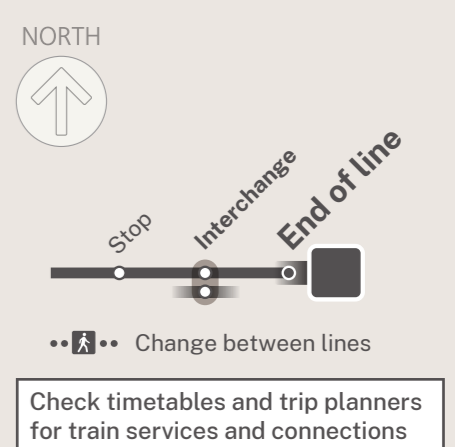 NORTH
Stop
Interchange
End of line
Change between lines
Check timetables and trip planners
for train services and connections